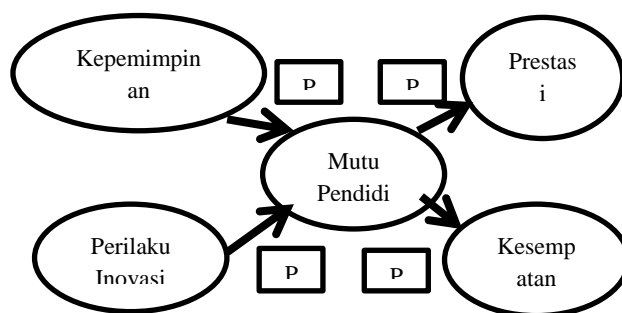 Kepemimpin
an
P
P
Prestas
i
Mutu
Pendidi
Perilaku
Inovasi
P
P
Kesemp
atan